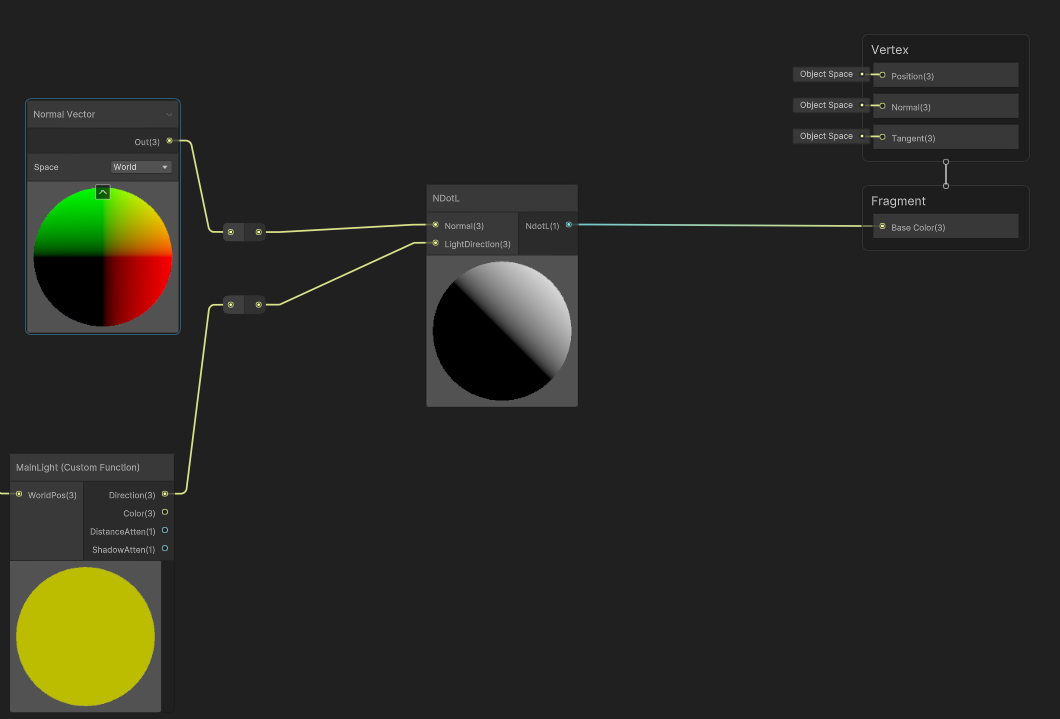 Vertex
Object Space
Position(3)
Object Space
Normal(3)
Object Space
Tangent(3)
Normal Vector
Out(3)
Space
World
NDotL
Normal(3)
NdotL(1)
LightDirection(3)
Fragment
Base Color(3)
MainLight (Custom Function)
WorldPos(3)
Direction(3)
Color(3)
DistanceAtten(1)
ShadowAtten(1)